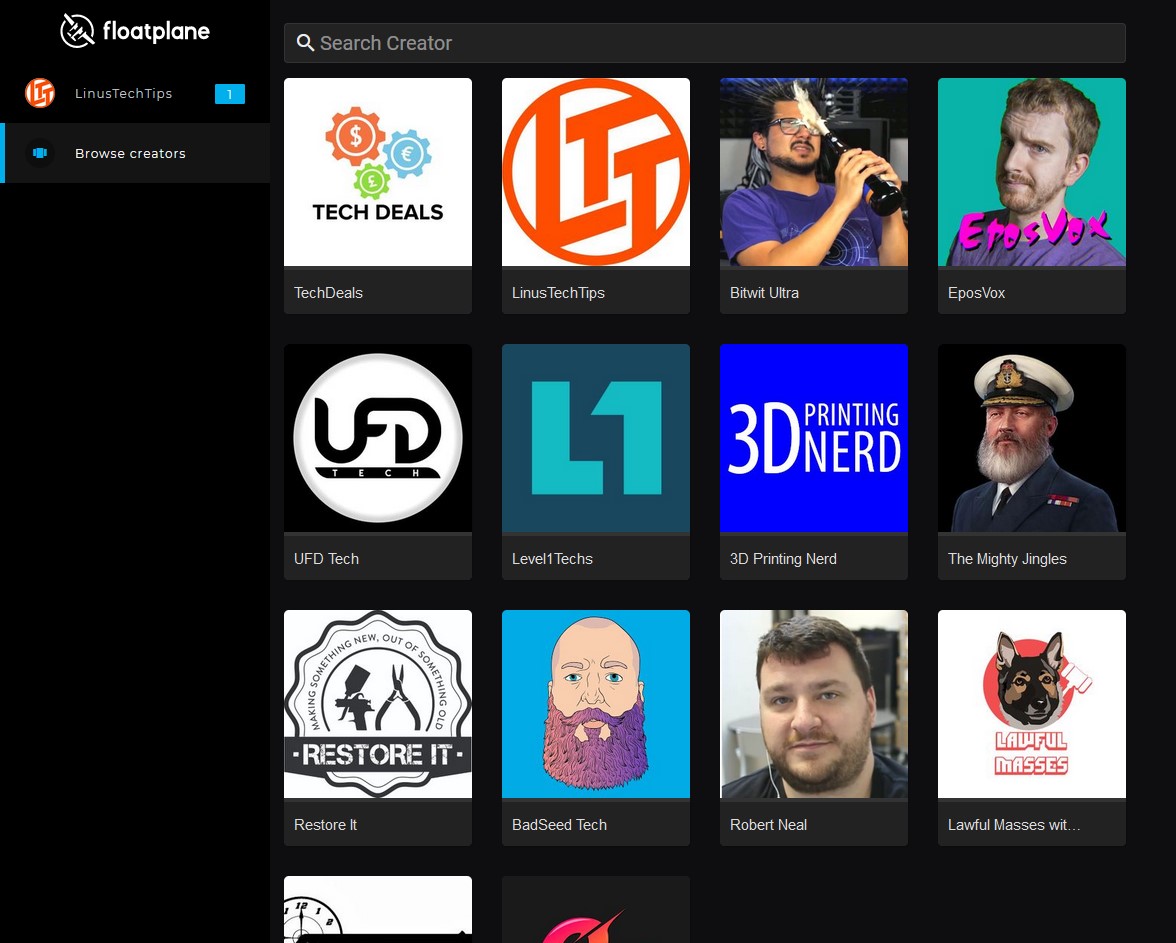 floatplane
LinusTechTips
1
Browse creators
Search Creator
$
€
£
TECH DEALS
TechDeals
LTT
LinusTechTips
Bitwit Ultra
EposVox
EposVox
UFD
TECH
UFD Tech
L1
Level1Techs
3D PRINTING
NERD
3D Printing Nerd
The Mighty Jingles
MAKING SOMETHING NEW, OUT OF SOMETHING OLD
·RESTORE IT·
Restore It
BadSeed Tech
Robert Neal
LAWFUL
MASSES
Lawful Masses wit...
12
1
2